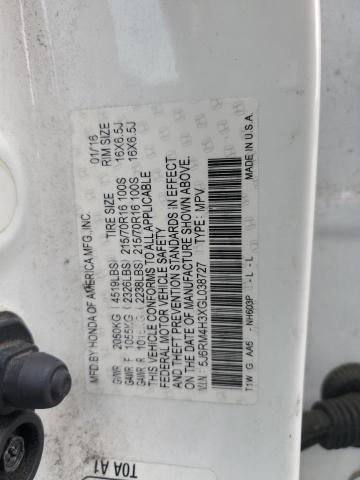 MFD BY HONDA OF AMERICA MFG., INC. 01/16
TIRE SIZE RIM SIZE
GVWR 2050KG ( 4519LBS)
GAWR F 1055KG ( 2326LBS) 215/70R16 100S 16X6.5J
GAWR R ( 2238LBS) 215/70R16 100S 16X6.5J
THIS VEHICLE CONFORMS TO ALL APPLICABLE
FEDERAL MOTOR VEHICLE SAFETY
AND THEFT PREVENTION STANDARDS IN EFFECT
ON THE DATE OF MANUFACTURE SHOWN ABOVE.
V.I.N.: 5J6RM4H3XGL038727 TYPE: MPV
T1W G AA5 - NH603P - L - L MADE IN U.S.A.
T0A A1